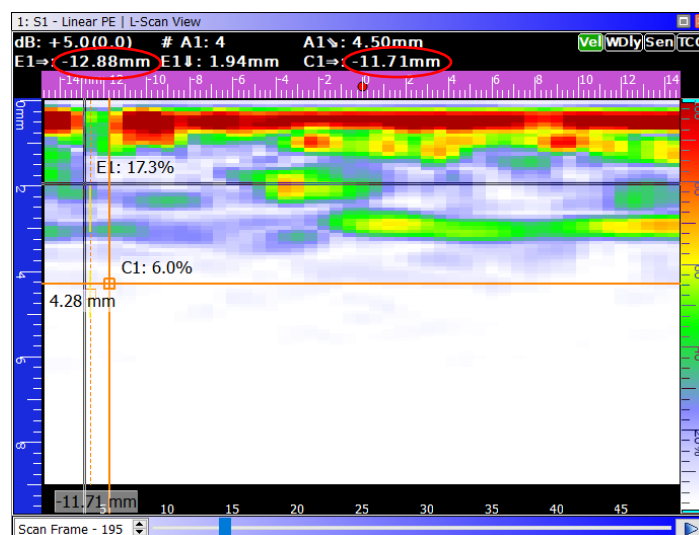 1: S1 - Linear PE | L-Scan View
dB: +5.0(0.0) # A1: 4 A1⇘: 4.50mm Vel WDly Sen TCG
E1⇒: -12.88mm E1⬇: 1.94mm C1⇒: -11.71mm
-14mm -12 -10 -8 -6 -4 -2 0 2 4 6 8 10 12 14
0mm
E1: 17.3%
2
C1: 6.0%
4
4.28 mm
6
8
-11.71 mm
10 15 20 25 30 35 40 45
Scan Frame - 195